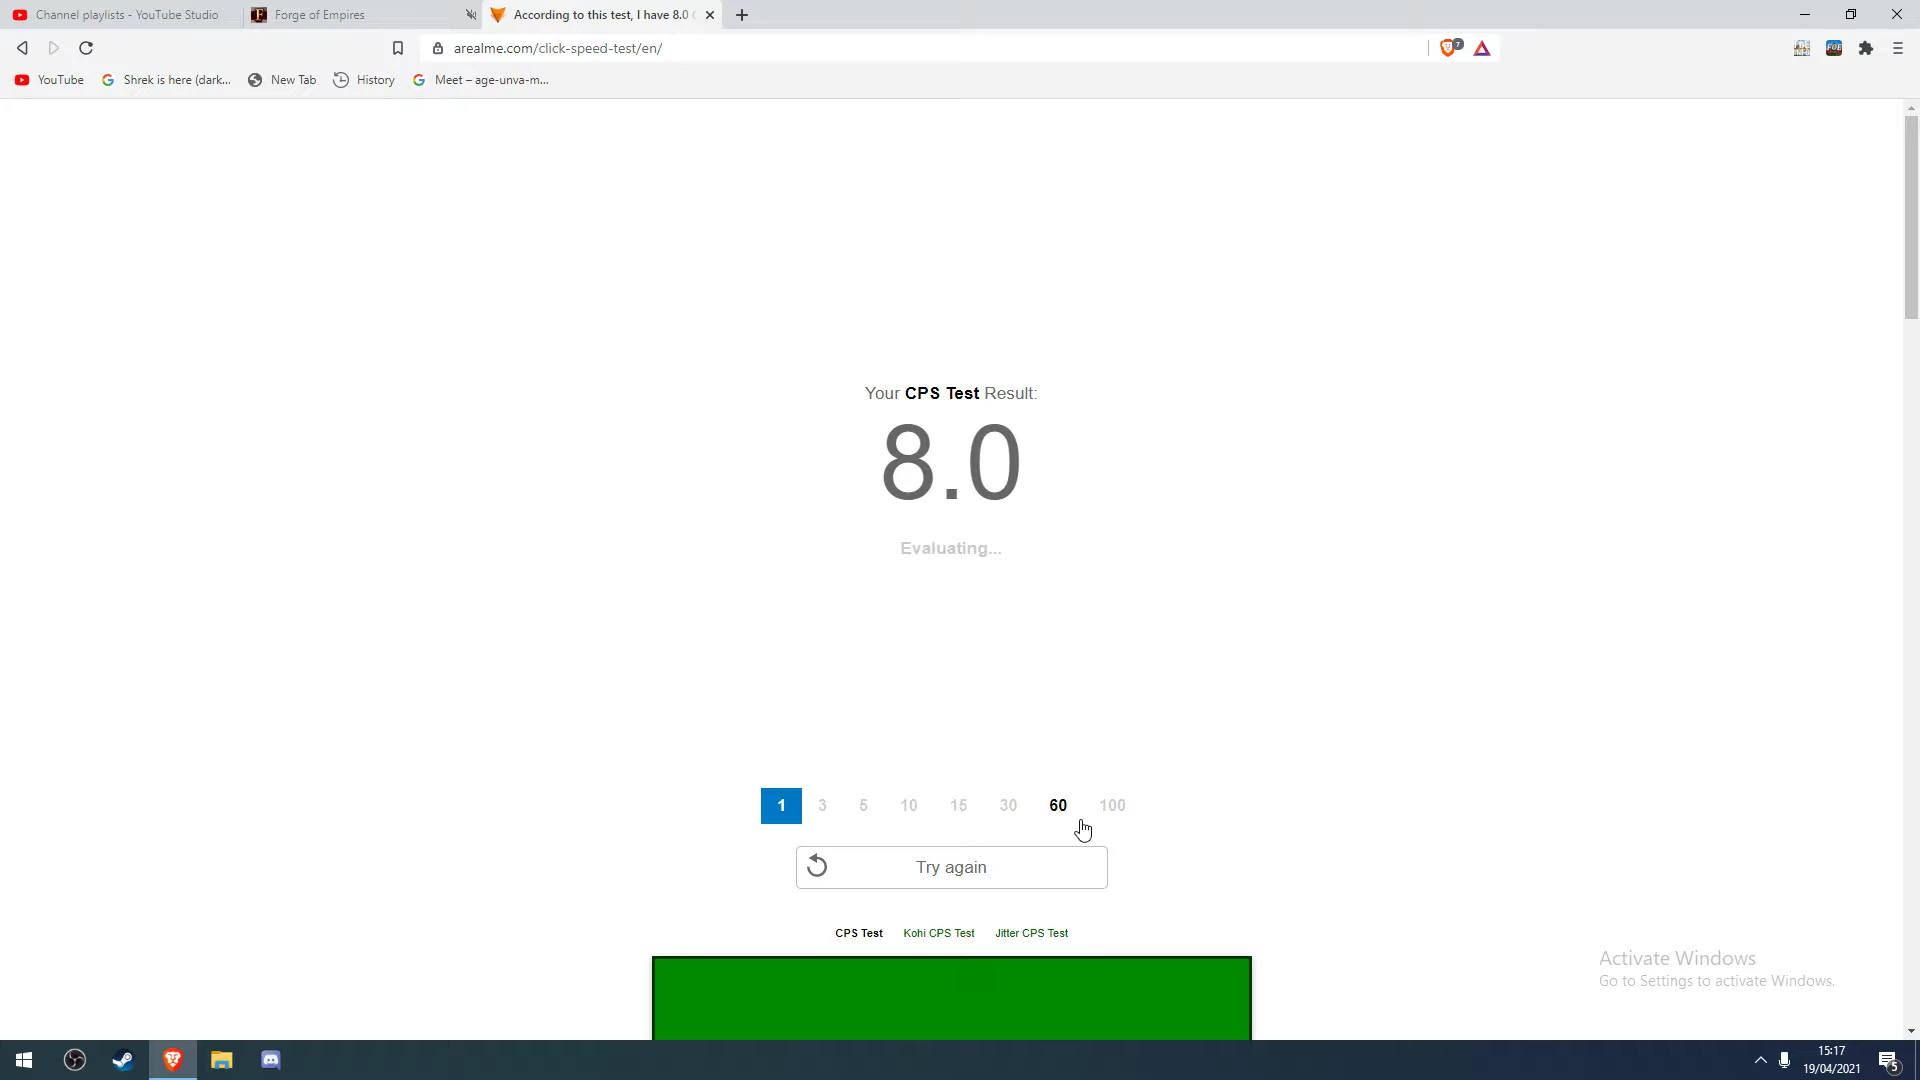 Channel playlists - YouTube Studio
Forge of Empires
According to this test, I have 8.0
arealme.com/click-speed-test/en/
7
FOE
YouTube
Shrek is here (dark...
New Tab
History
Meet – age-unva-m...
Your CPS Test Result:
8.0
Evaluating...
1 3 5 10 15 30 60 100
Try again
CPS Test Kohi CPS Test Jitter CPS Test
Activate Windows
Go to Settings to activate Windows.
15:17
19/04/2021
5